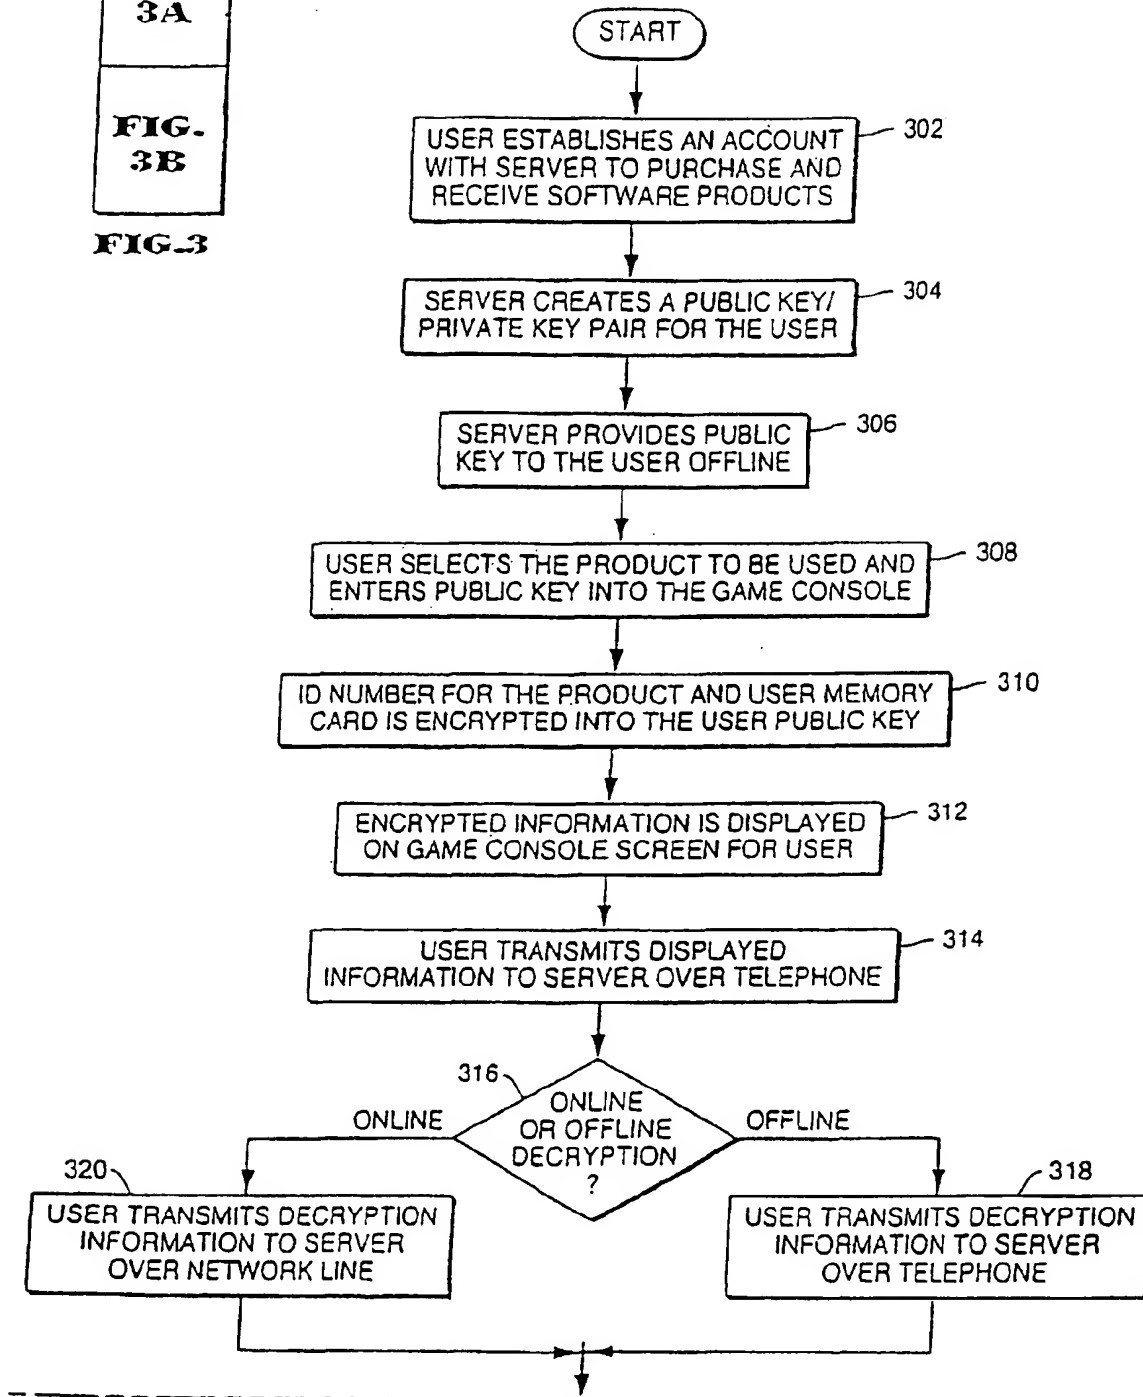 3A
FIG.
3B
FIG.3
START
302
USER ESTABLISHES AN ACCOUNT
WITH SERVER TO PURCHASE AND
RECEIVE SOFTWARE PRODUCTS
304
SERVER CREATES A PUBLIC KEY/
PRIVATE KEY PAIR FOR THE USER
306
SERVER PROVIDES PUBLIC
KEY TO THE USER OFFLINE
308
USER SELECTS THE PRODUCT TO BE USED AND
ENTERS PUBLIC KEY INTO THE GAME CONSOLE
310
ID NUMBER FOR THE PRODUCT AND USER MEMORY
CARD IS ENCRYPTED INTO THE USER PUBLIC KEY
312
ENCRYPTED INFORMATION IS DISPLAYED
ON GAME CONSOLE SCREEN FOR USER
314
USER TRANSMITS DISPLAYED
INFORMATION TO SERVER OVER TELEPHONE
316
ONLINE
OR OFFLINE
DECRYPTION
?
ONLINE
OFFLINE
320
USER TRANSMITS DECRYPTION
INFORMATION TO SERVER
OVER NETWORK LINE
318
USER TRANSMITS DECRYPTION
INFORMATION TO SERVER
OVER TELEPHONE